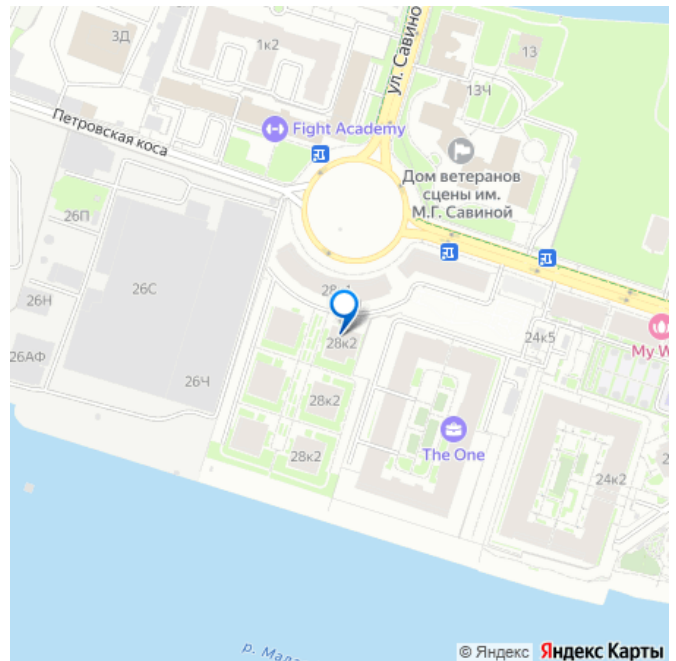 3Д
1к2
ул. Савино
13
13Ч
Петровская коса
Fight Academy
Дом ветеранов
сцены им.
М.Г. Савиной
26П
26С
26Н
26АФ
26Ч
28к2
24к5
My W
28к2
The One
28к2
24к2
2
р. Мал
© Яндекс Яндекс Карты